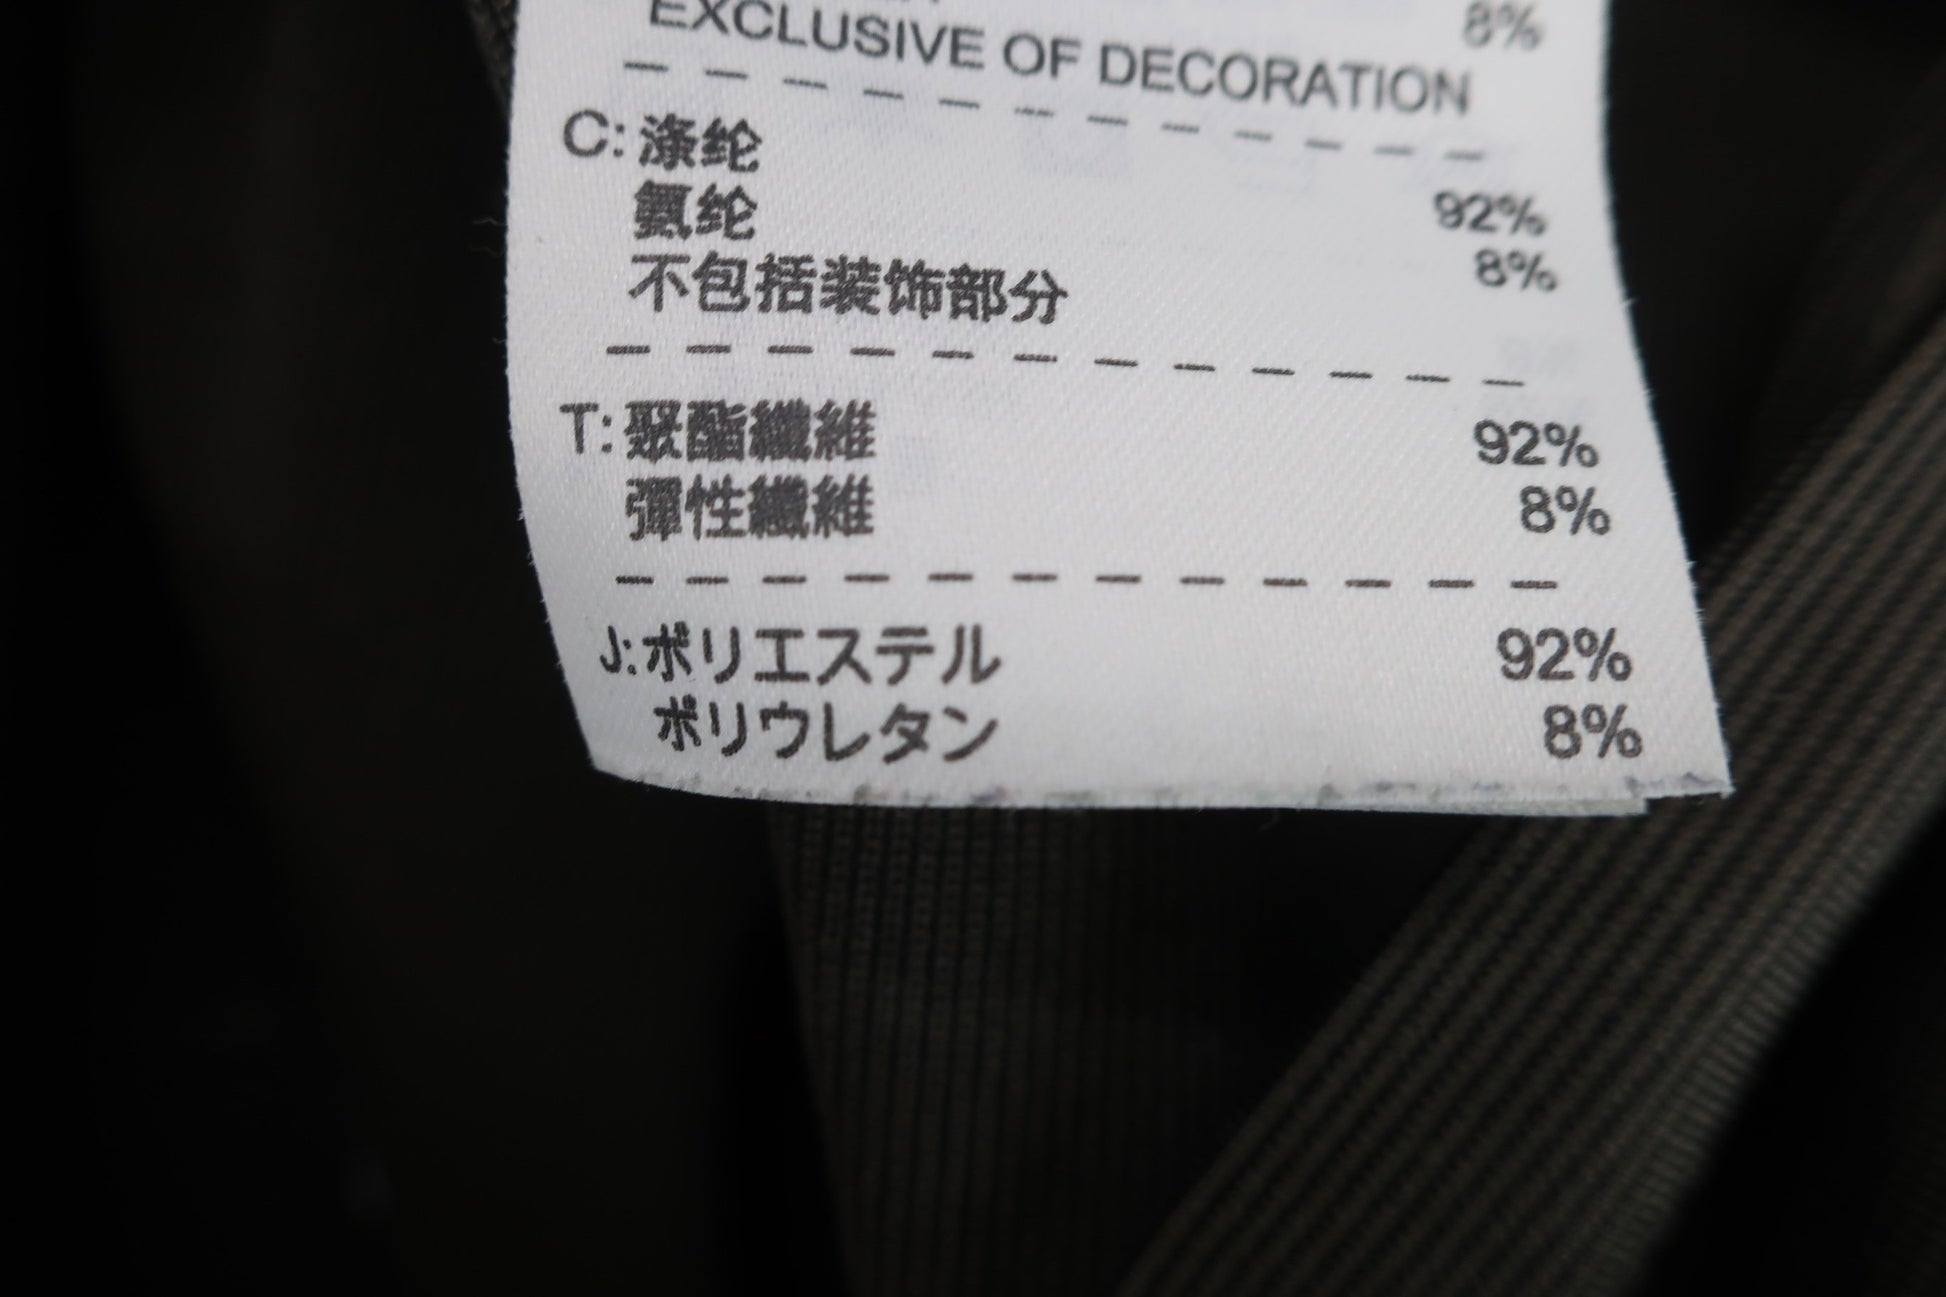 8%
EXCLUSIVE OF DECORATION
C: 涤纶 92%
氨纶 8%
不包括装饰部分
T: 聚酯纖維 92%
彈性纖維 8%
J: ポリエステル 92%
ポリウレタン 8%